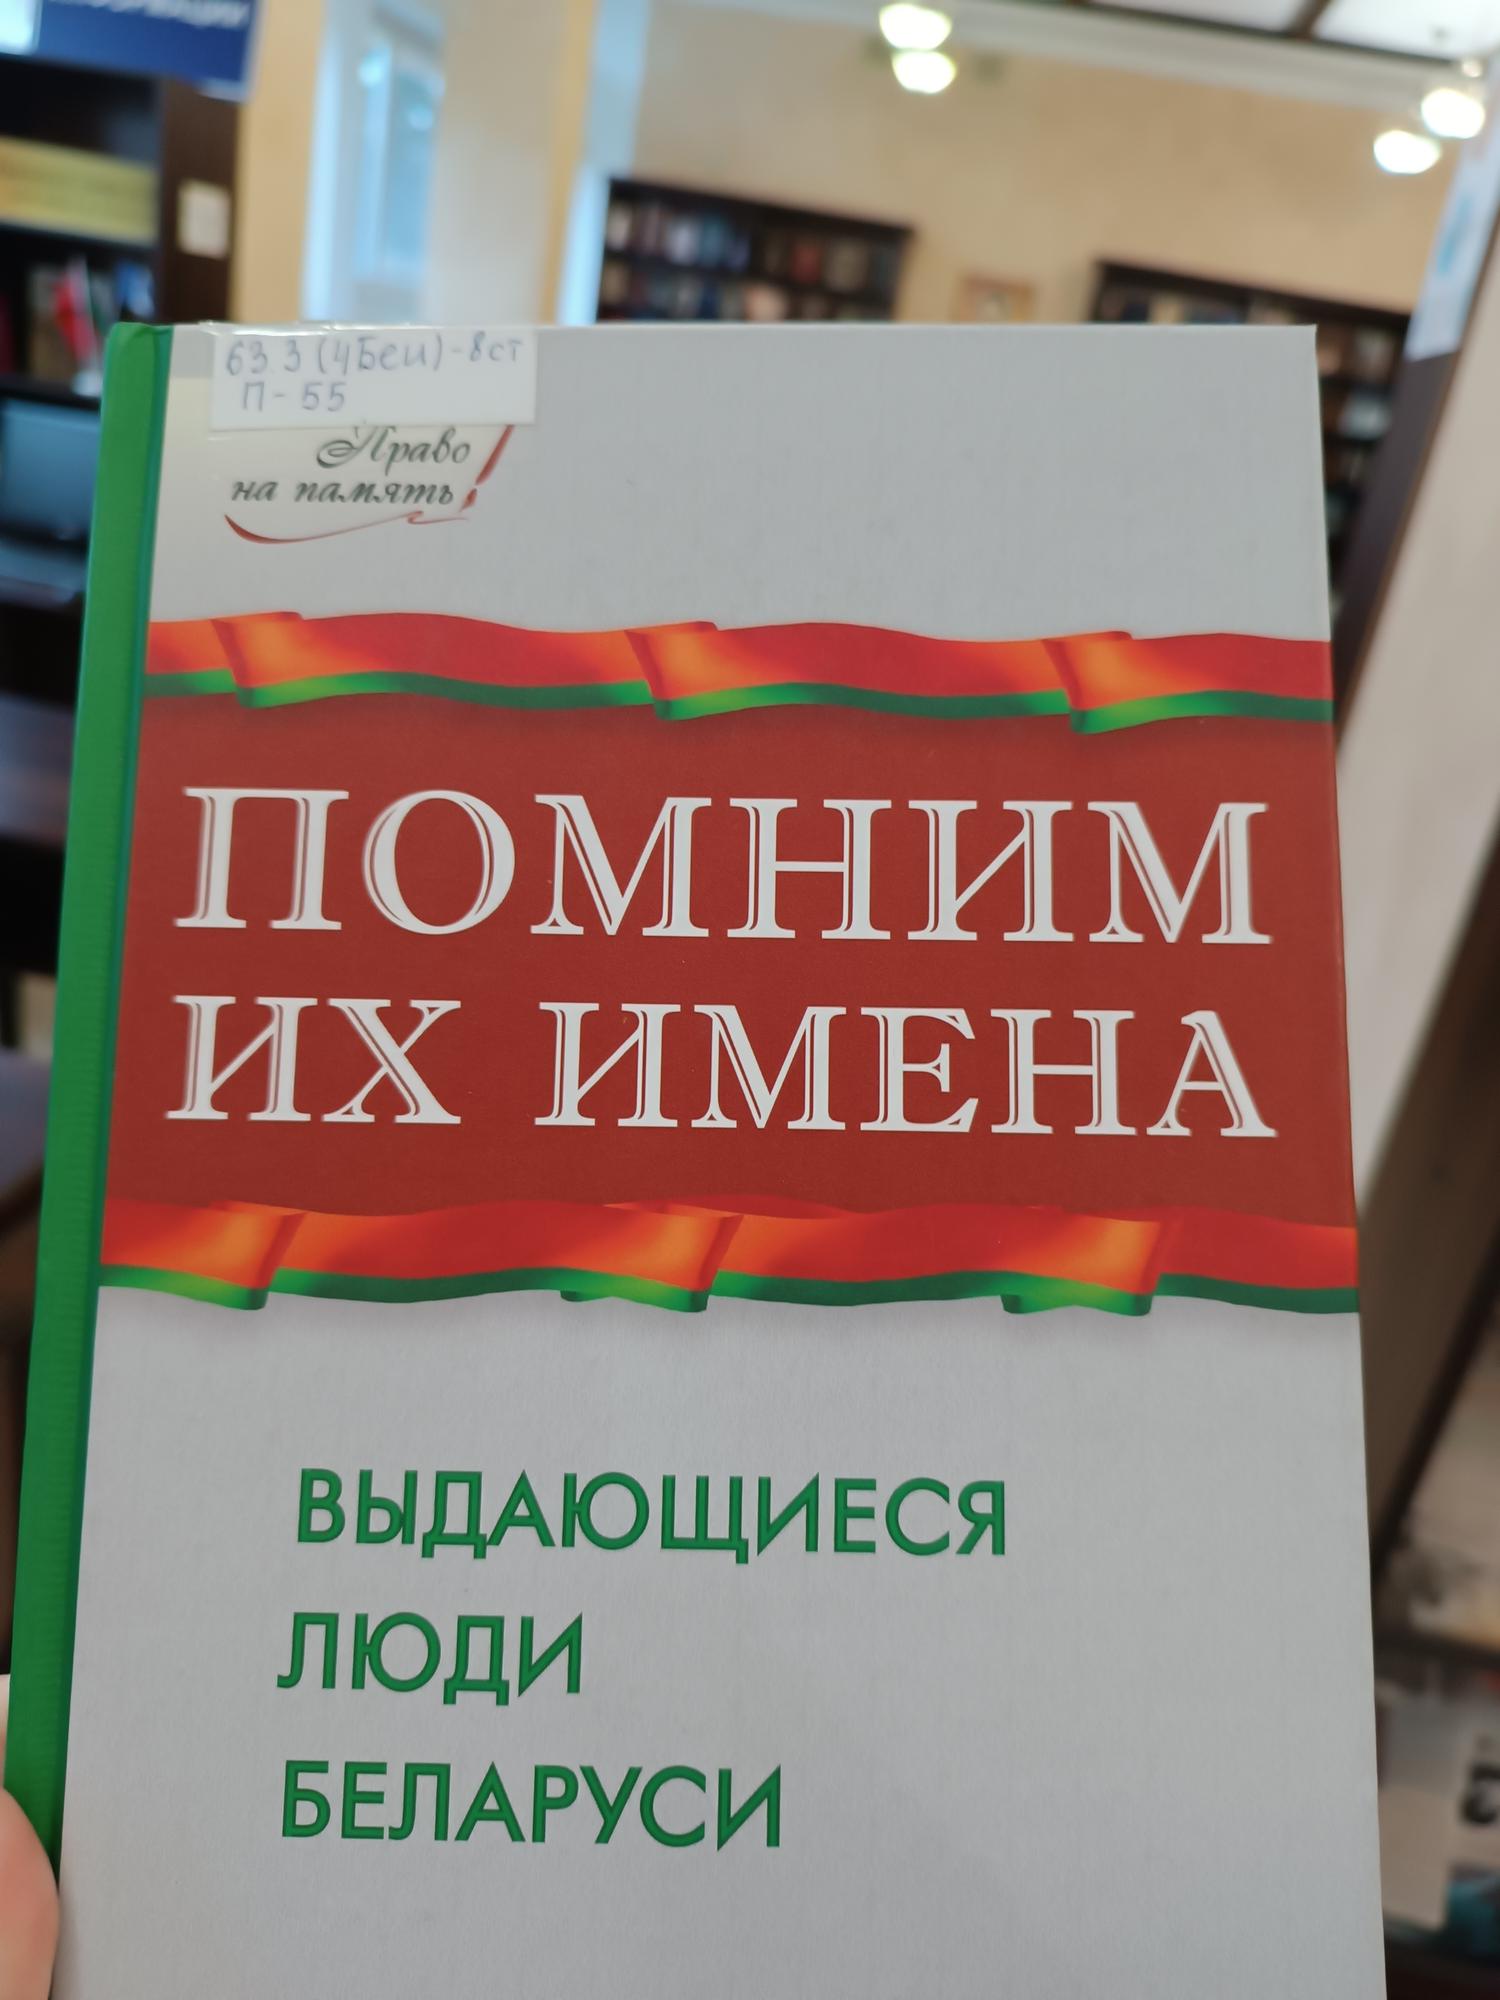 63.3(4Беи)-8ст
П-55
Право
на память!
ПОМНИМ
ИХ ИМЕНА
ВЫДАЮЩИЕСЯ
ЛЮДИ
БЕЛАРУСИ